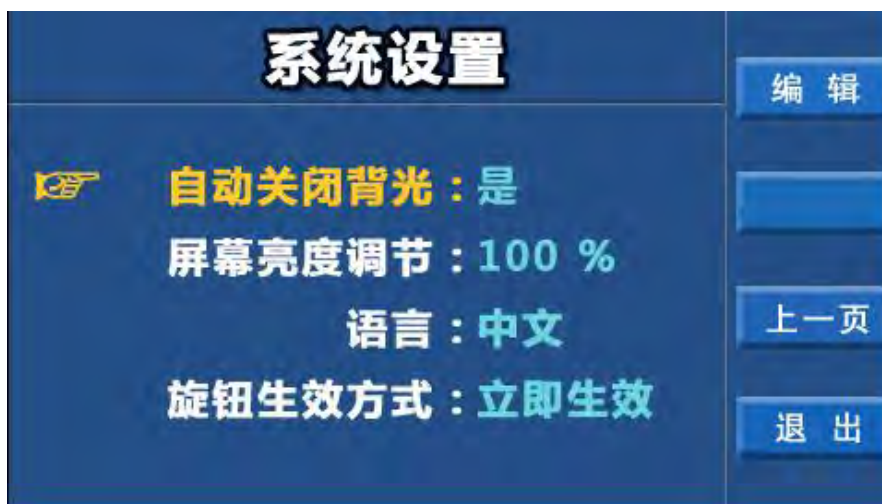 系统设置
编 辑
自动关闭背光：是
屏幕亮度调节：100 %
语言：中文
上一页
旋钮生效方式：立即生效
退 出